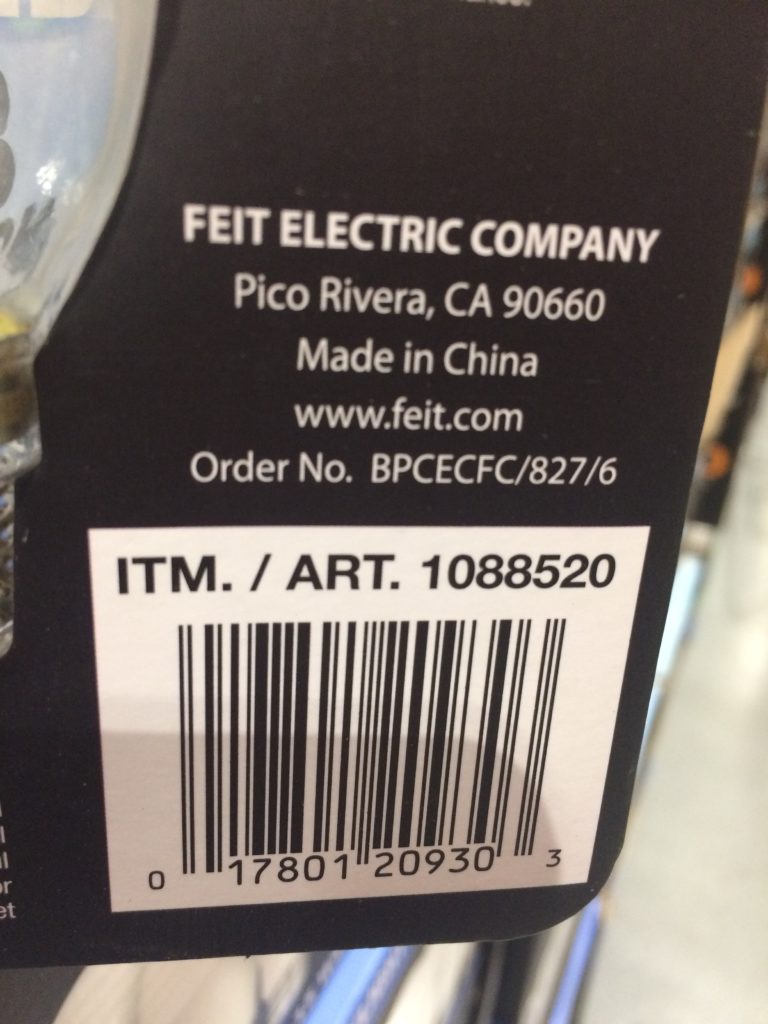 FEIT ELECTRIC COMPANY
Pico Rivera, CA 90660
Made in China
www.feit.com
Order No. BPCECFC/827/6
ITM. / ART. 1088520
0 17801 20930 3